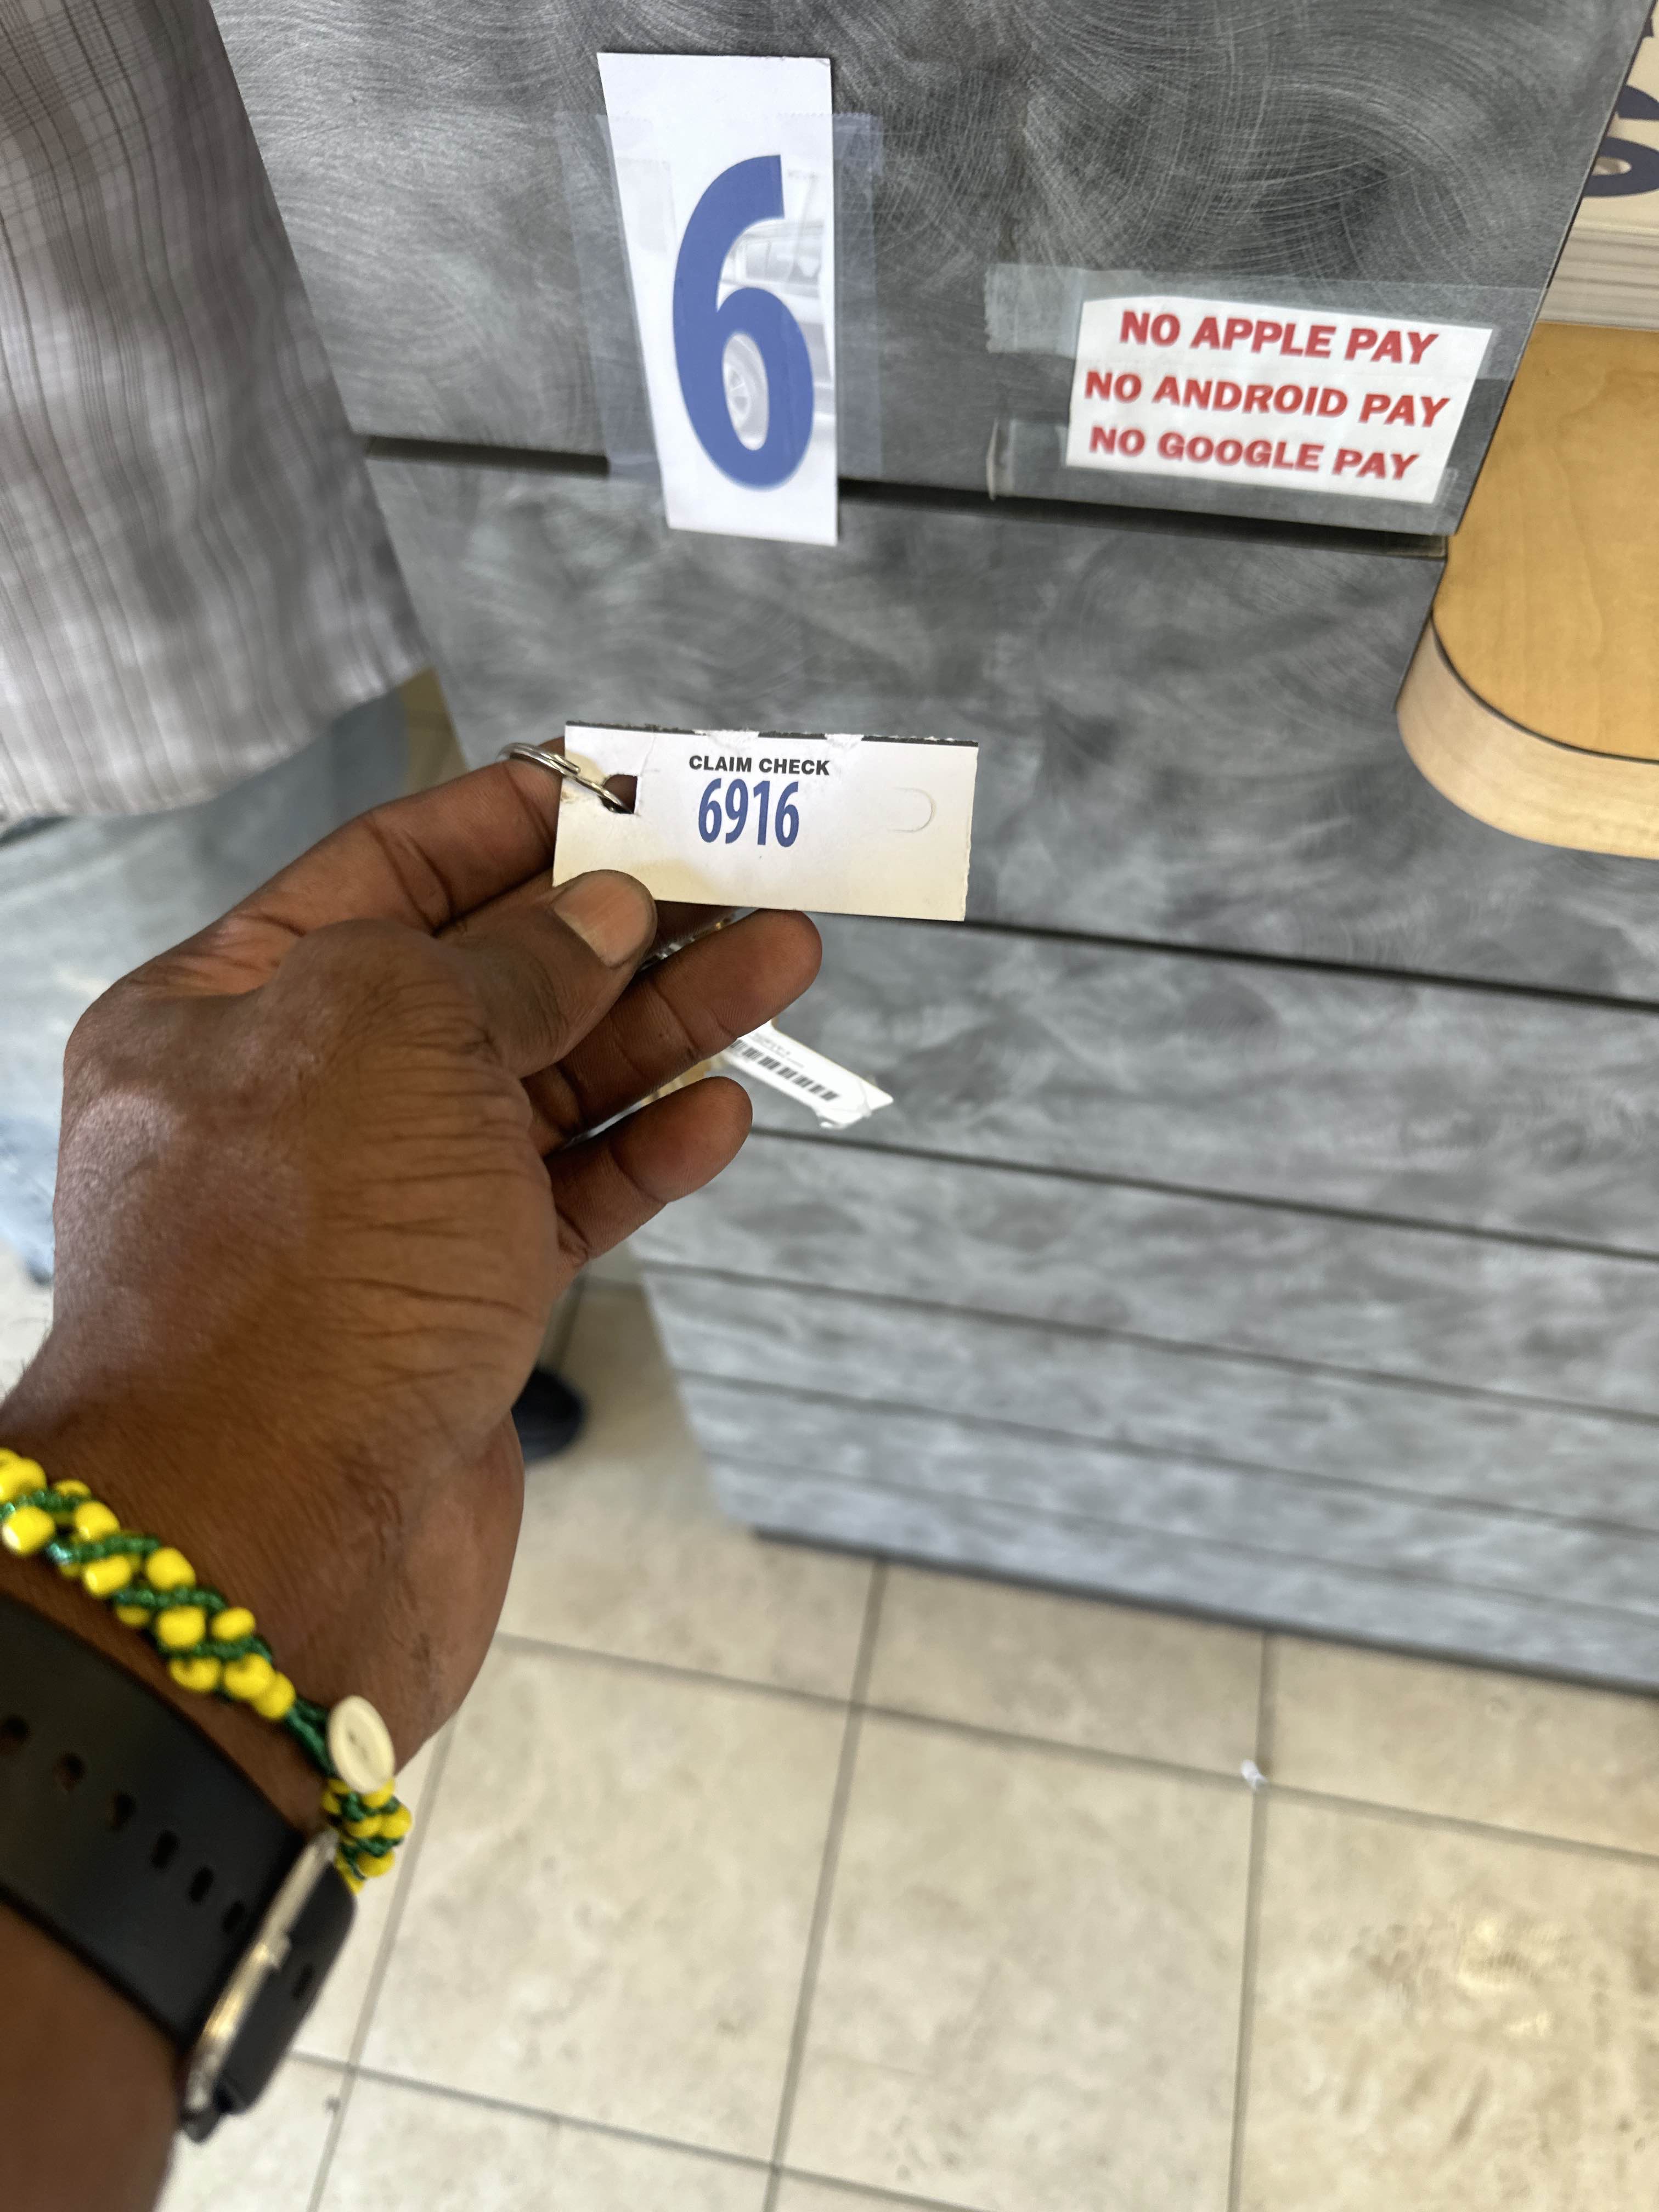 6
NO APPLE PAY
NO ANDROID PAY
NO GOOGLE PAY
CLAIM CHECK
6916